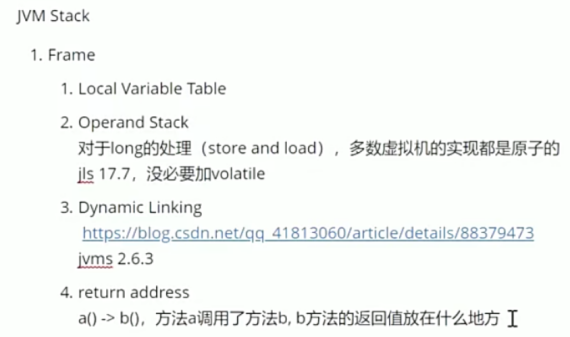 JVM Stack
1. Frame
1. Local Variable Table
2. Operand Stack
对于long的处理（store and load），多数虚拟机的实现都是原子的
jls 17.7，没必要加volatile
3. Dynamic Linking
https://blog.csdn.net/qq_41813060/article/details/88379473
jvms 2.6.3
4. return address
a() -> b()，方法a调用了方法b, b方法的返回值放在什么地方